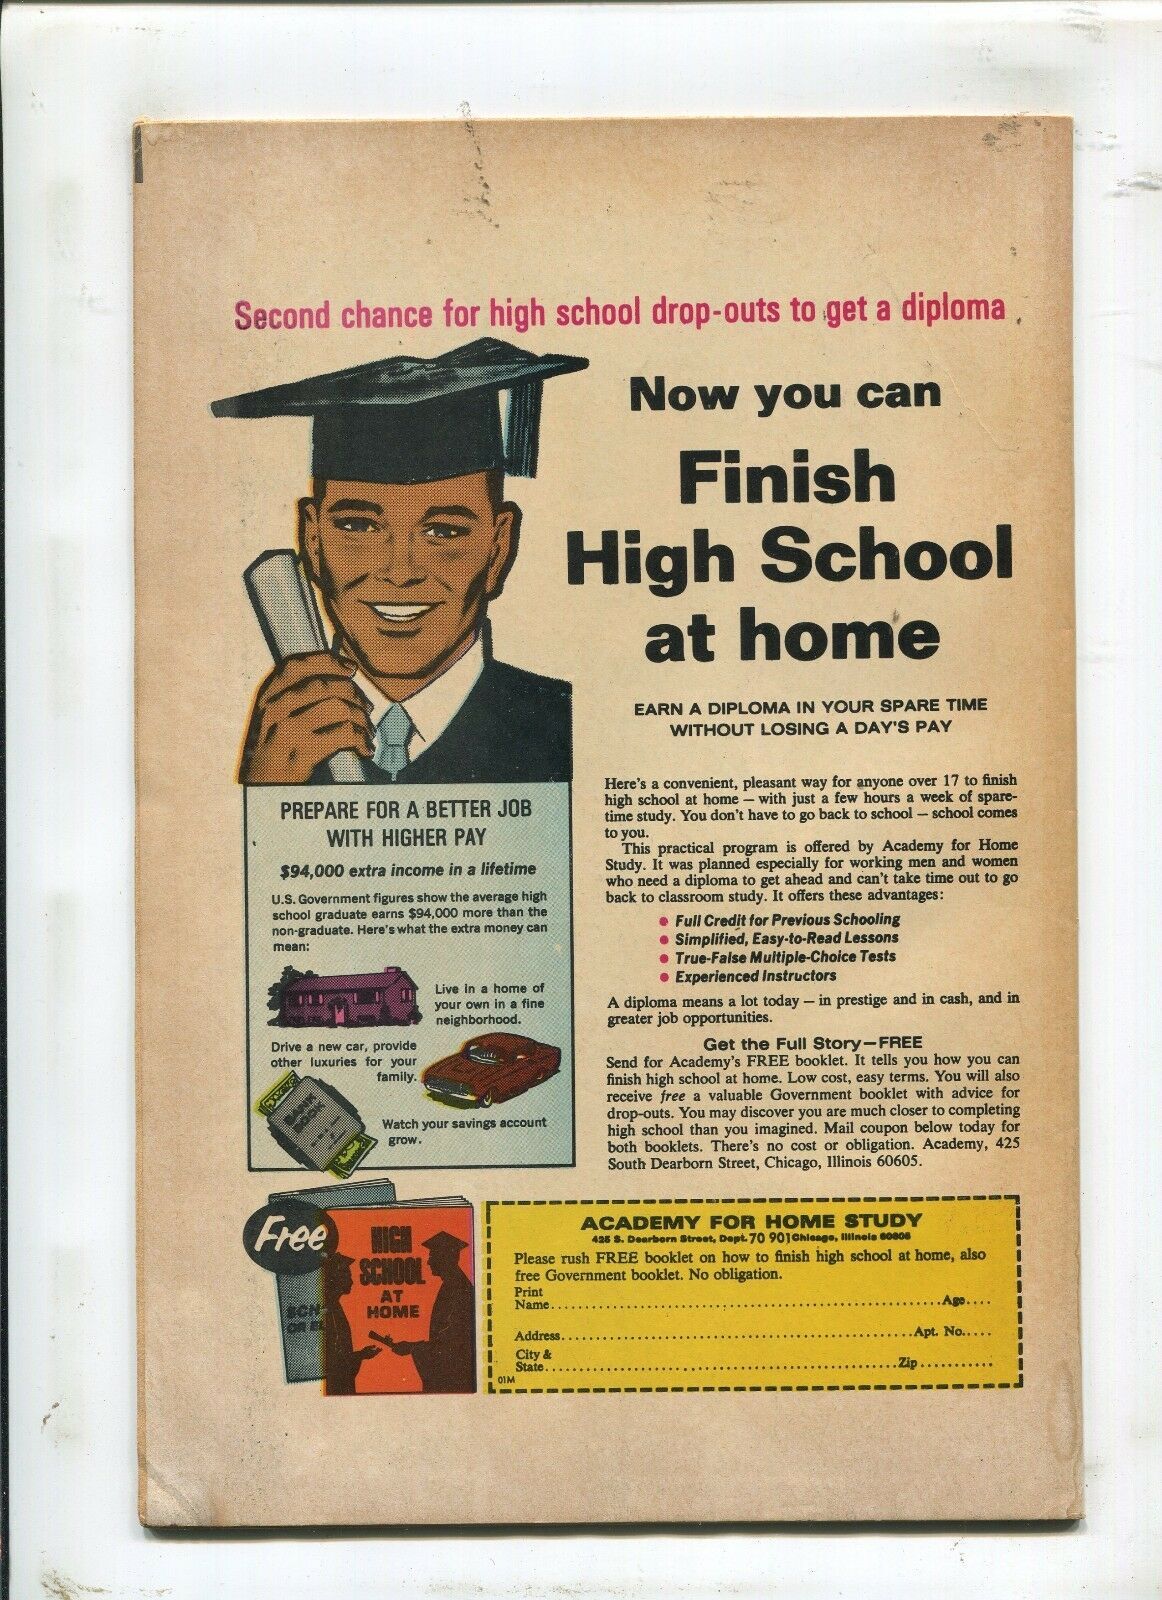 Second chance for high school drop-outs to get a diploma
Now you can
Finish
High School
at home
EARN A DIPLOMA IN YOUR SPARE TIME
WITHOUT LOSING A DAY'S PAY
PREPARE FOR A BETTER JOB
WITH HIGHER PAY
$94,000 extra income in a lifetime
U.S. Government figures show the average high
school graduate earns $94,000 more than the
non-graduate. Here's what the extra money can
mean:
Live in a home of
your own in a fine
neighborhood.
Drive a new car, provide
other luxuries for your
family.
BANK
BOOK
Watch your savings account
grow.
Here's a convenient, pleasant way for anyone over 17 to finish
high school at home — with just a few hours a week of spare-
time study. You don't have to go back to school — school comes
to you.
This practical program is offered by Academy for Home
Study. It was planned especially for working men and women
who need a diploma to get ahead and can't take time out to go
back to classroom study. It offers these advantages:
● Full Credit for Previous Schooling
● Simplified, Easy-to-Read Lessons
● True-False Multiple-Choice Tests
● Experienced Instructors
A diploma means a lot today — in prestige and in cash, and in
greater job opportunities.
Get the Full Story—FREE
Send for Academy's FREE booklet. It tells you how you can
finish high school at home. Low cost, easy terms. You will also
receive free a valuable Government booklet with advice for
drop-outs. You may discover you are much closer to completing
high school than you imagined. Mail coupon below today for
both booklets. There's no cost or obligation. Academy, 425
South Dearborn Street, Chicago, Illinois 60605.
Free
HIGH
SCHOOL
AT
HOME
ACADEMY FOR HOME STUDY
425 S. Dearborn Street, Dept. 70 901 Chicago, Illinois 60605
Please rush FREE booklet on how to finish high school at home, also
free Government booklet. No obligation.
Print
Name Age
Address Apt. No.
City &
State Zip
01M